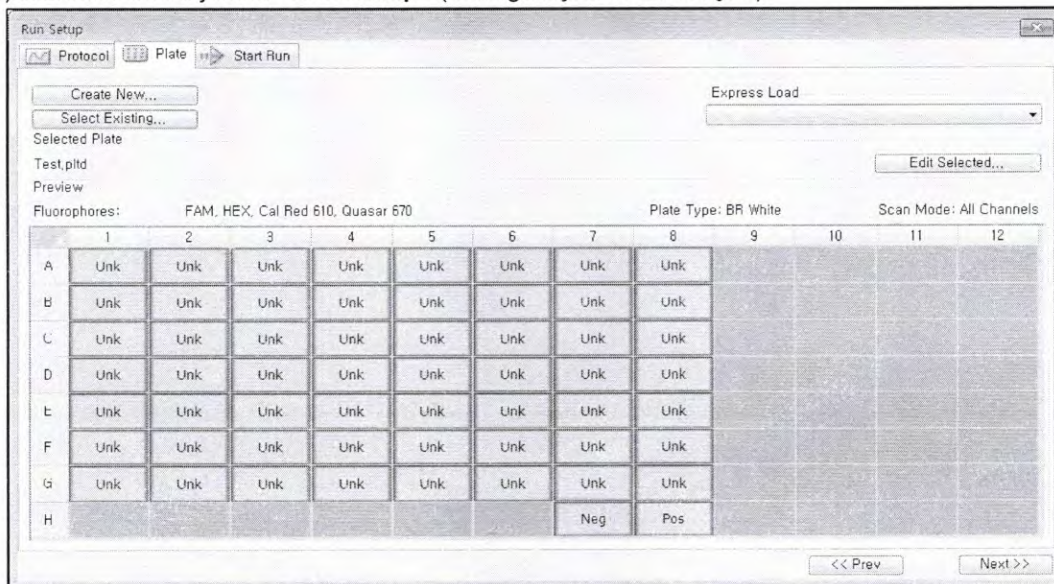 Run Setup
Protocol Plate Start Run
Create New... Express Load
Select Existing...
Selected Plate
Test.pltd Edit Selected...
Preview
Fluorophores: FAM, HEX, Cal Red 610, Quasar 670 Plate Type: BR White Scan Mode: All Channels
1 2 3 4 5 6 7 8 9 10 11 12
A Unk Unk Unk Unk Unk Unk Unk Unk
B Unk Unk Unk Unk Unk Unk Unk Unk
C Unk Unk Unk Unk Unk Unk Unk Unk
D Unk Unk Unk Unk Unk Unk Unk Unk
E Unk Unk Unk Unk Unk Unk Unk Unk
F Unk Unk Unk Unk Unk Unk Unk Unk
G Unk Unk Unk Unk Unk Unk Unk Unk
H Neg Pos
<< Prev Next >>